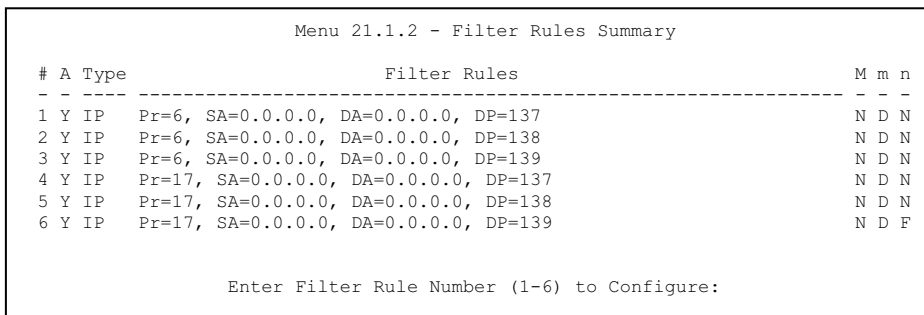 Menu 21.1.2 - Filter Rules Summary
# A Type Filter Rules M m n
- - ---- --------------------------------------------------------------------- - - -
1 Y IP Pr=6, SA=0.0.0.0, DA=0.0.0.0, DP=137 N D N
2 Y IP Pr=6, SA=0.0.0.0, DA=0.0.0.0, DP=138 N D N
3 Y IP Pr=6, SA=0.0.0.0, DA=0.0.0.0, DP=139 N D N
4 Y IP Pr=17, SA=0.0.0.0, DA=0.0.0.0, DP=137 N D N
5 Y IP Pr=17, SA=0.0.0.0, DA=0.0.0.0, DP=138 N D N
6 Y IP Pr=17, SA=0.0.0.0, DA=0.0.0.0, DP=139 N D F
Enter Filter Rule Number (1-6) to Configure: